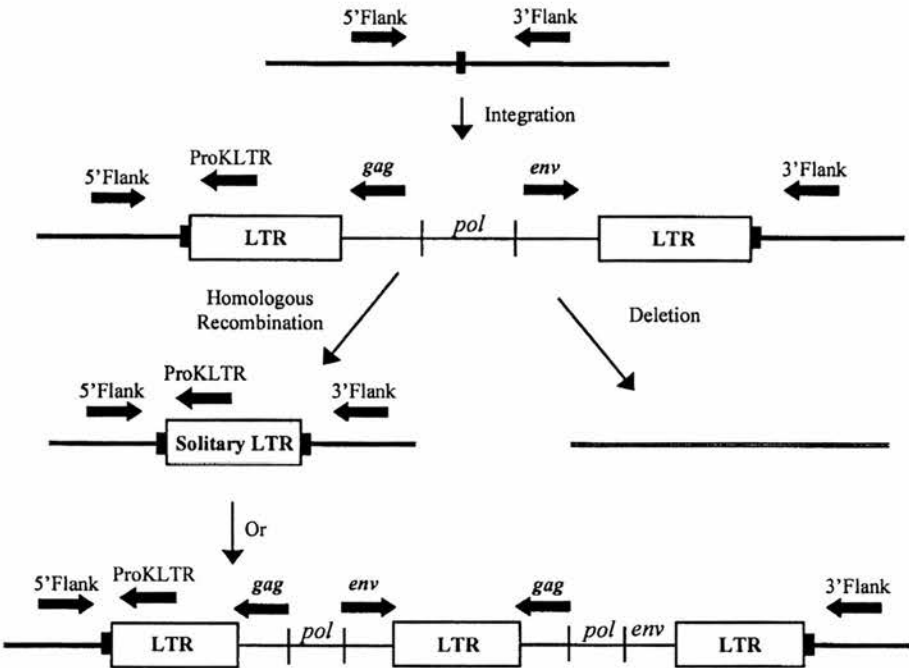 5'Flank 3'Flank
Integration
5'Flank ProKLTR gag env 3'Flank
LTR pol LTR
Homologous
Recombination
Deletion
5'Flank ProKLTR 3'Flank
Solitary LTR
Or
5'Flank ProKLTR gag env gag 3'Flank
LTR pol LTR pol env LTR